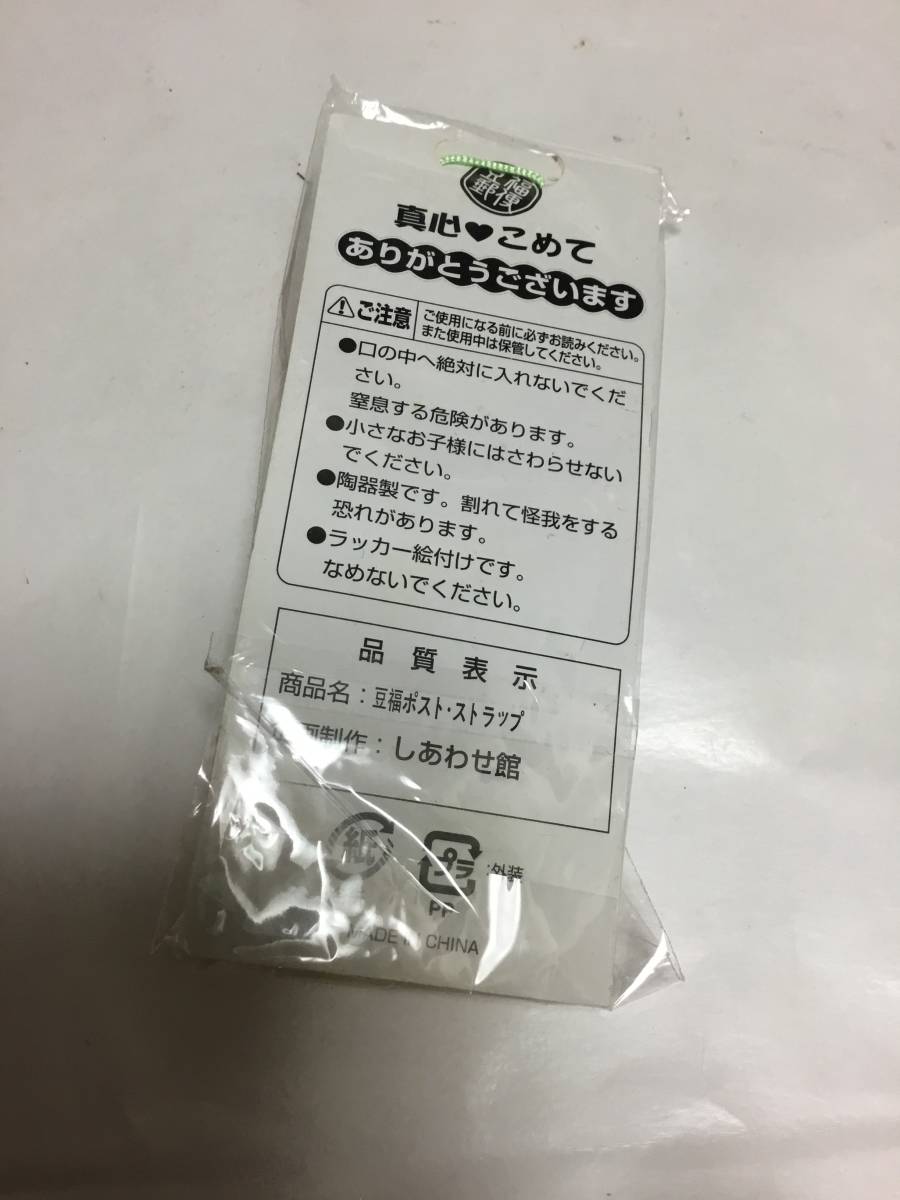 豆福
郵便
真心♥こめて
ありがとうございます
ご注意
ご使用になる前に必ずお読みください。
また使用中は保管してください。
●口の中へ絶対に入れないでくだ
さい。
窒息する危険があります。
●小さなお子様にはさわらせない
でください。
●陶器製です。割れて怪我をする
恐れがあります。
●ラッカー絵付けです。
なめないでください。
品質表示
商品名：豆福ポスト・ストラップ
画制作：しあわせ館
紙
プラ
:外装
PP
MADE IN CHINA